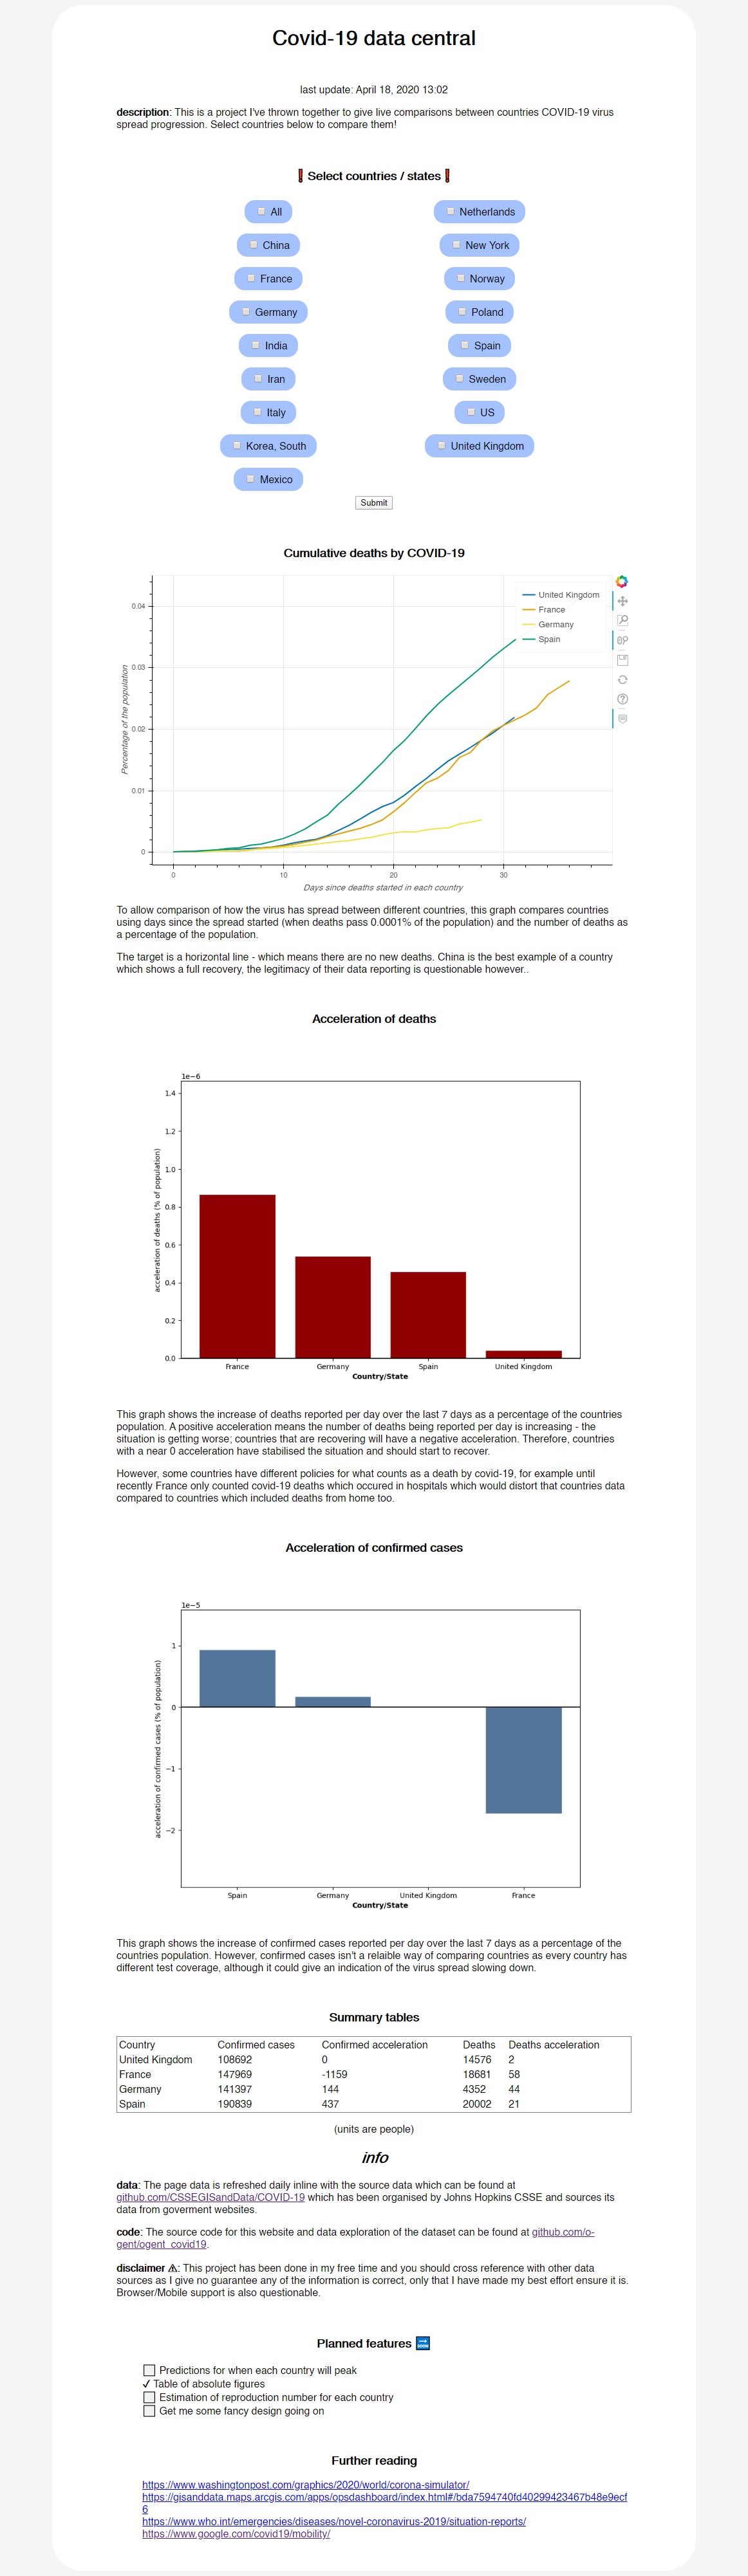 Covid-19 data central
last update: April 18, 2020 13:02
description: This is a project I've thrown together to give live comparisons between countries COVID-19 virus
spread progression. Select countries below to compare them!
❗Select countries / states❗
All
Netherlands
China
New York
France
Norway
Germany
Poland
India
Spain
Iran
Sweden
Italy
US
Korea, South
United Kingdom
Mexico
Submit
Cumulative deaths by COVID-19
United Kingdom
France
Germany
Spain
0.04
0.03
0.02
0.01
0
Percentage of the population
0 10 20 30
Days since deaths started in each country
To allow comparison of how the virus has spread between different countries, this graph compares countries
using days since the spread started (when deaths pass 0.0001% of the population) and the number of deaths as
a percentage of the population.
The target is a horizontal line - which means there are no new deaths. China is the best example of a country
which shows a full recovery, the legitimacy of their data reporting is questionable however..
Acceleration of deaths
1e−6
1.4
1.2
1.0
0.8
0.6
0.4
0.2
0.0
acceleration of deaths (% of population)
France Germany Spain United Kingdom
Country/State
This graph shows the increase of deaths reported per day over the last 7 days as a percentage of the countries
population. A positive acceleration means the number of deaths being reported per day is increasing - the
situation is getting worse; countries that are recovering will have a negative acceleration. Therefore, countries
with a near 0 acceleration have stabilised the situation and should start to recover.
However, some countries have different policies for what counts as a death by covid-19, for example until
recently France only counted covid-19 deaths which occured in hospitals which would distort that countries data
compared to countries which included deaths from home too.
Acceleration of confirmed cases
1e−5
1
0
−1
−2
acceleration of confirmed cases (% of population)
Spain Germany United Kingdom France
Country/State
This graph shows the increase of confirmed cases reported per day over the last 7 days as a percentage of the
countries population. However, confirmed cases isn't a relaible way of comparing countries as every country has
different test coverage, although it could give an indication of the virus spread slowing down.
Summary tables
Country Confirmed cases Confirmed acceleration Deaths Deaths acceleration
United Kingdom 108692 0 14576 2
France 147969 -1159 18681 58
Germany 141397 144 4352 44
Spain 190839 437 20002 21
(units are people)
info
data: The page data is refreshed daily inline with the source data which can be found at
github.com/CSSEGISandData/COVID-19 which has been organised by Johns Hopkins CSSE and sources its
data from goverment websites.
code: The source code for this website and data exploration of the dataset can be found at github.com/o-
gent/ogent_covid19.
disclaimer ⚠: This project has been done in my free time and you should cross reference with other data
sources as I give no guarantee any of the information is correct, only that I have made my best effort ensure it is.
Browser/Mobile support is also questionable.
Planned features 🔜
Predictions for when each country will peak
✓ Table of absolute figures
Estimation of reproduction number for each country
Get me some fancy design going on
Further reading
https://www.washingtonpost.com/graphics/2020/world/corona-simulator/
https://gisanddata.maps.arcgis.com/apps/opsdashboard/index.html#/bda7594740fd40299423467b48e9ecf
6
https://www.who.int/emergencies/diseases/novel-coronavirus-2019/situation-reports/
https://www.google.com/covid19/mobility/